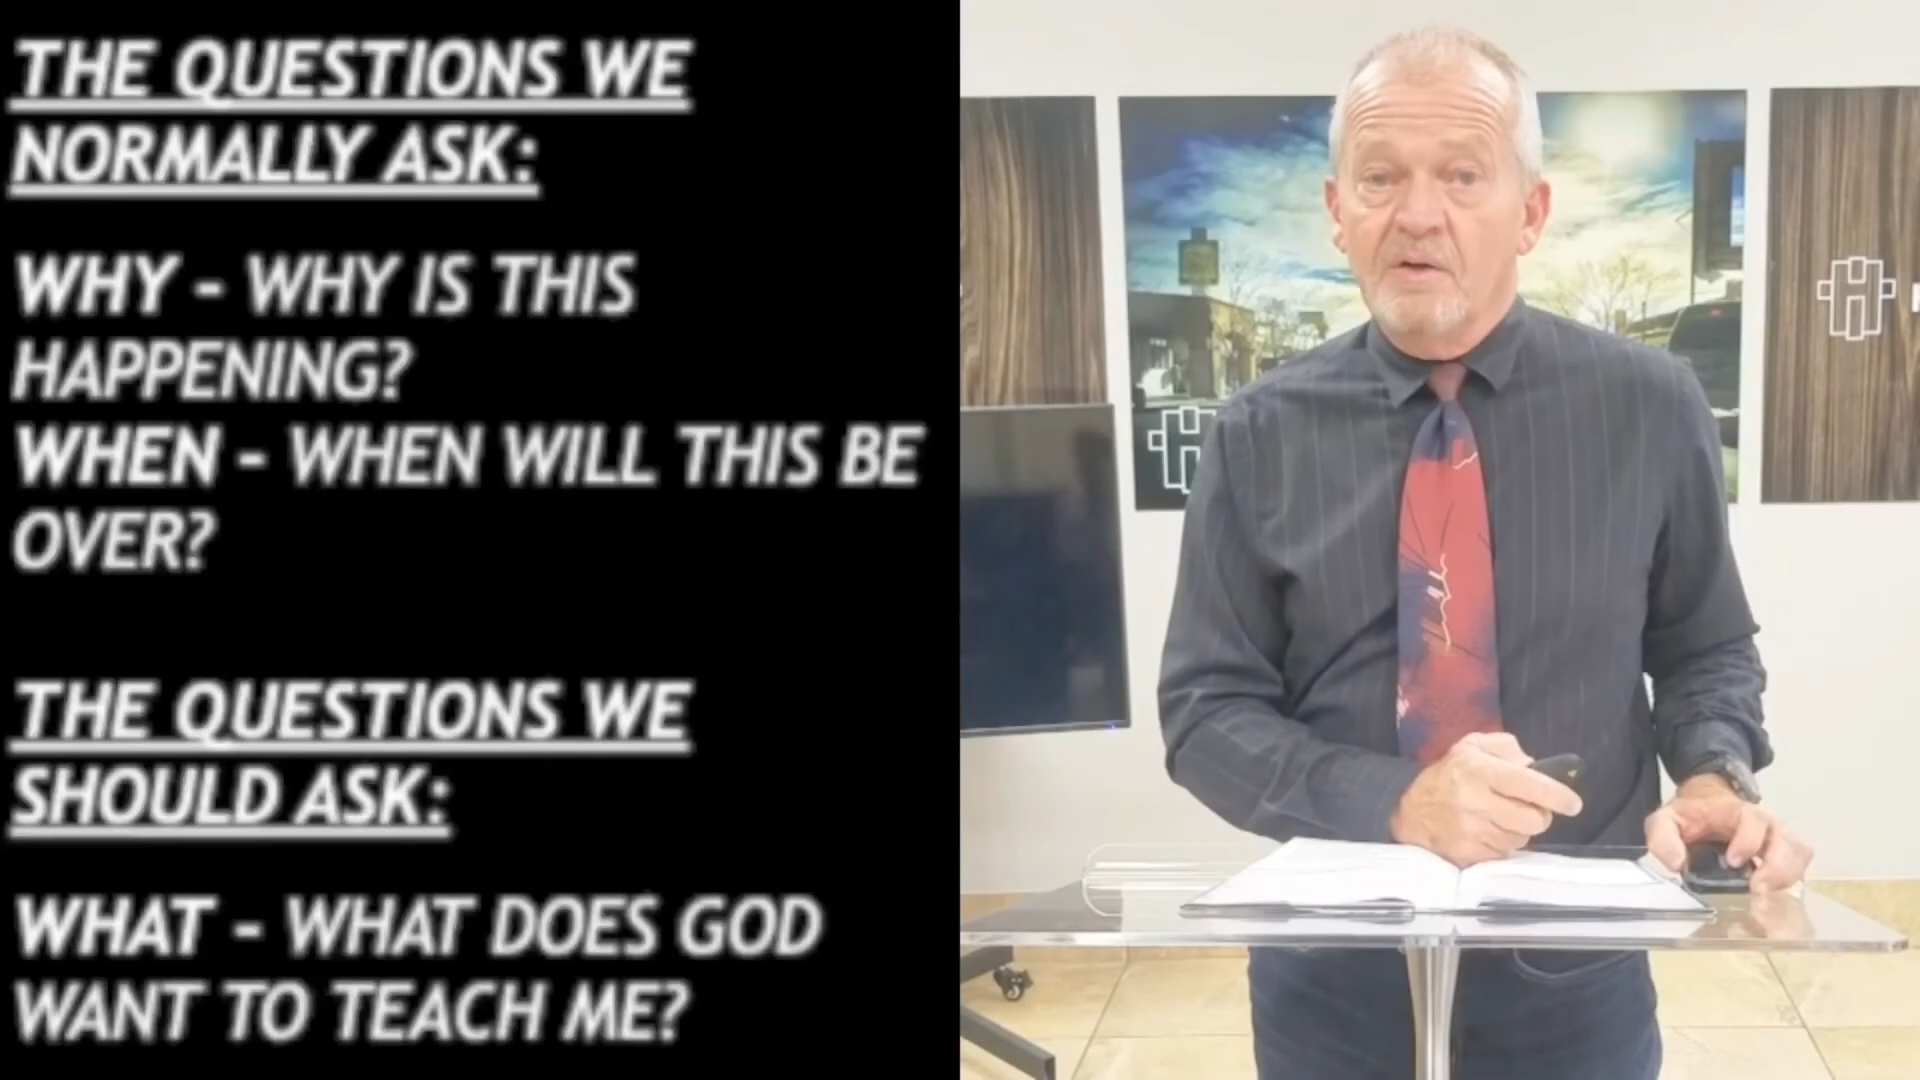 THE QUESTIONS WE
NORMALLY ASK:
WHY - WHY IS THIS
HAPPENING?
WHEN - WHEN WILL THIS BE
OVER?
THE QUESTIONS WE
SHOULD ASK:
WHAT - WHAT DOES GOD
WANT TO TEACH ME?